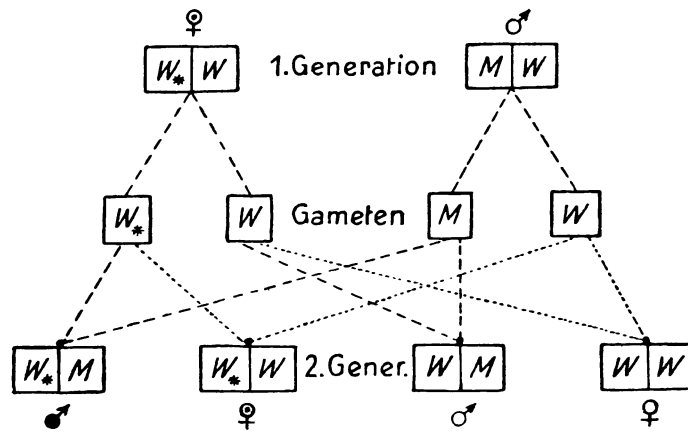 W* W 1. Generation M W
W* W Gameten M W
W* M W* W 2. Gener. W M W W